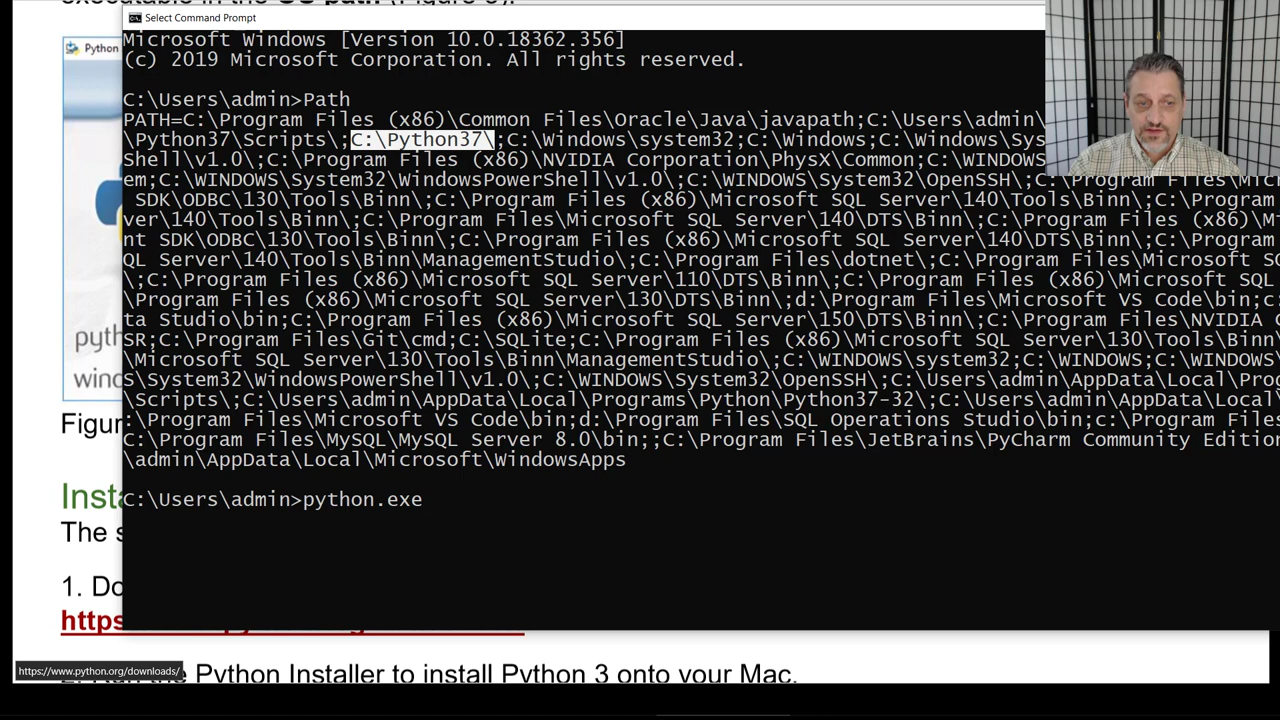 executable in the OS path (Figure 6).
Select Command Prompt
Python
Microsoft Windows [Version 10.0.18362.356]
(c) 2019 Microsoft Corporation. All rights reserved.
C:\Users\admin>Path
PATH=C:\Program Files (x86)\Common Files\Oracle\Java\javapath;C:\Users\admin\
\Python37\Scripts\;C:\Python37\;C:\Windows\system32;C:\Windows;C:\Windows\Sys
Shell\v1.0\;C:\Program Files (x86)\NVIDIA Corporation\PhysX\Common;C:\WINDOWS
em;C:\WINDOWS\System32\WindowsPowerShell\v1.0\;C:\WINDOWS\System32\OpenSSH\;C:\Program Files\Micr
SDK\ODBC\130\Tools\Binn\;C:\Program Files (x86)\Microsoft SQL Server\140\Tools\Binn\;C:\Program
ver\140\Tools\Binn\;C:\Program Files\Microsoft SQL Server\140\DTS\Binn\;C:\Program Files (x86)\M
nt SDK\ODBC\130\Tools\Binn\;C:\Program Files (x86)\Microsoft SQL Server\140\DTS\Binn\;C:\Program
QL Server\140\Tools\Binn\ManagementStudio\;C:\Program Files\dotnet\;C:\Program Files\Microsoft SQ
\;C:\Program Files (x86)\Microsoft SQL Server\110\DTS\Binn\;C:\Program Files (x86)\Microsoft SQL
\Program Files (x86)\Microsoft SQL Server\130\DTS\Binn\;d:\Program Files\Microsoft VS Code\bin;c:
ta Studio\bin;C:\Program Files (x86)\Microsoft SQL Server\150\DTS\Binn\;C:\Program Files\NVIDIA C
SR;C:\Program Files\Git\cmd;C:\SQLite;C:\Program Files (x86)\Microsoft SQL Server\130\Tools\Binn\
\Microsoft SQL Server\130\Tools\Binn\ManagementStudio\;C:\WINDOWS\system32;C:\WINDOWS;C:\WINDOWS\
S\System32\WindowsPowerShell\v1.0\;C:\WINDOWS\System32\OpenSSH\;C:\Users\admin\AppData\Local\Prog
\Scripts\;C:\Users\admin\AppData\Local\Programs\Python\Python37-32\;C:\Users\admin\AppData\Local\
:\Program Files\Microsoft VS Code\bin;d:\Program Files\SQL Operations Studio\bin;c:\Program Files
C:\Program Files\MySQL\MySQL Server 8.0\bin;;C:\Program Files\JetBrains\PyCharm Community Edition
\admin\AppData\Local\Microsoft\WindowsApps
C:\Users\admin>python.exe
pyth
wind
Figur
Insta
The s
1. Do
https
https://www.python.org/downloads/
the Python Installer to install Python 3 onto your Mac.